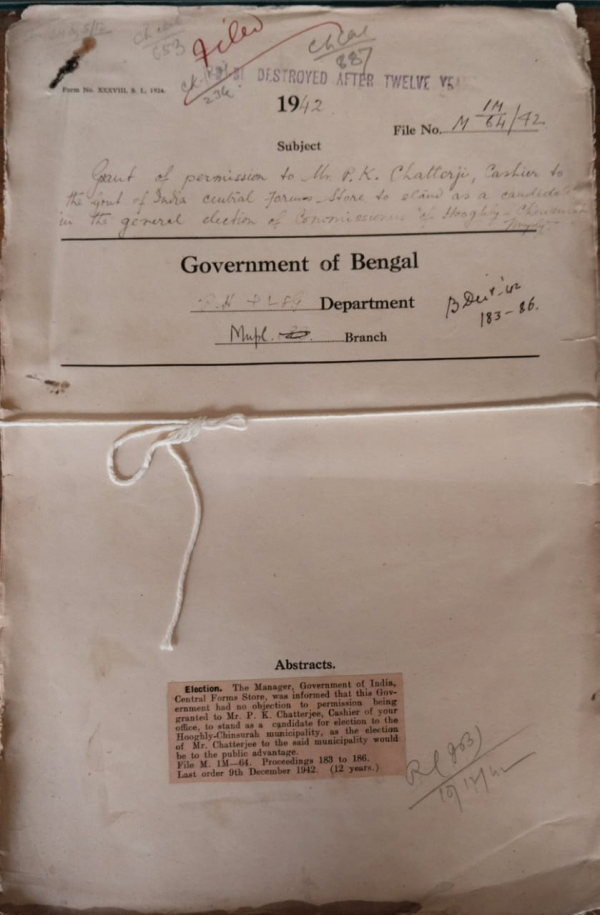 Filed
DESTROYED AFTER TWELVE
Form No. XXXVIII, S. I., 1924.
1942
File No. M 1M/64/42
Subject
Grant of permission to Mr. P. K. Chatterji, Cashier to
the govt of India central Forms Store to stand as a candidate
in the general election of Commissioners of Hooghly-
Government of Bengal
Department
183-86.
Mupl. Branch
Abstracts.
Election. The Manager, Government of India,
Central Forms Store, was informed that this Gov-
ernment had no objection to permission being
granted to Mr. P. K. Chatterjee, Cashier of your
office, to stand as a candidate for election to the
Hooghly-Chinsurah municipality, as the election
of Mr. Chatterjee to the said municipality would
be to the public advantage.
File M. 1M—64. Proceedings 183 to 186.
Last order 9th December 1942. (12 years.)